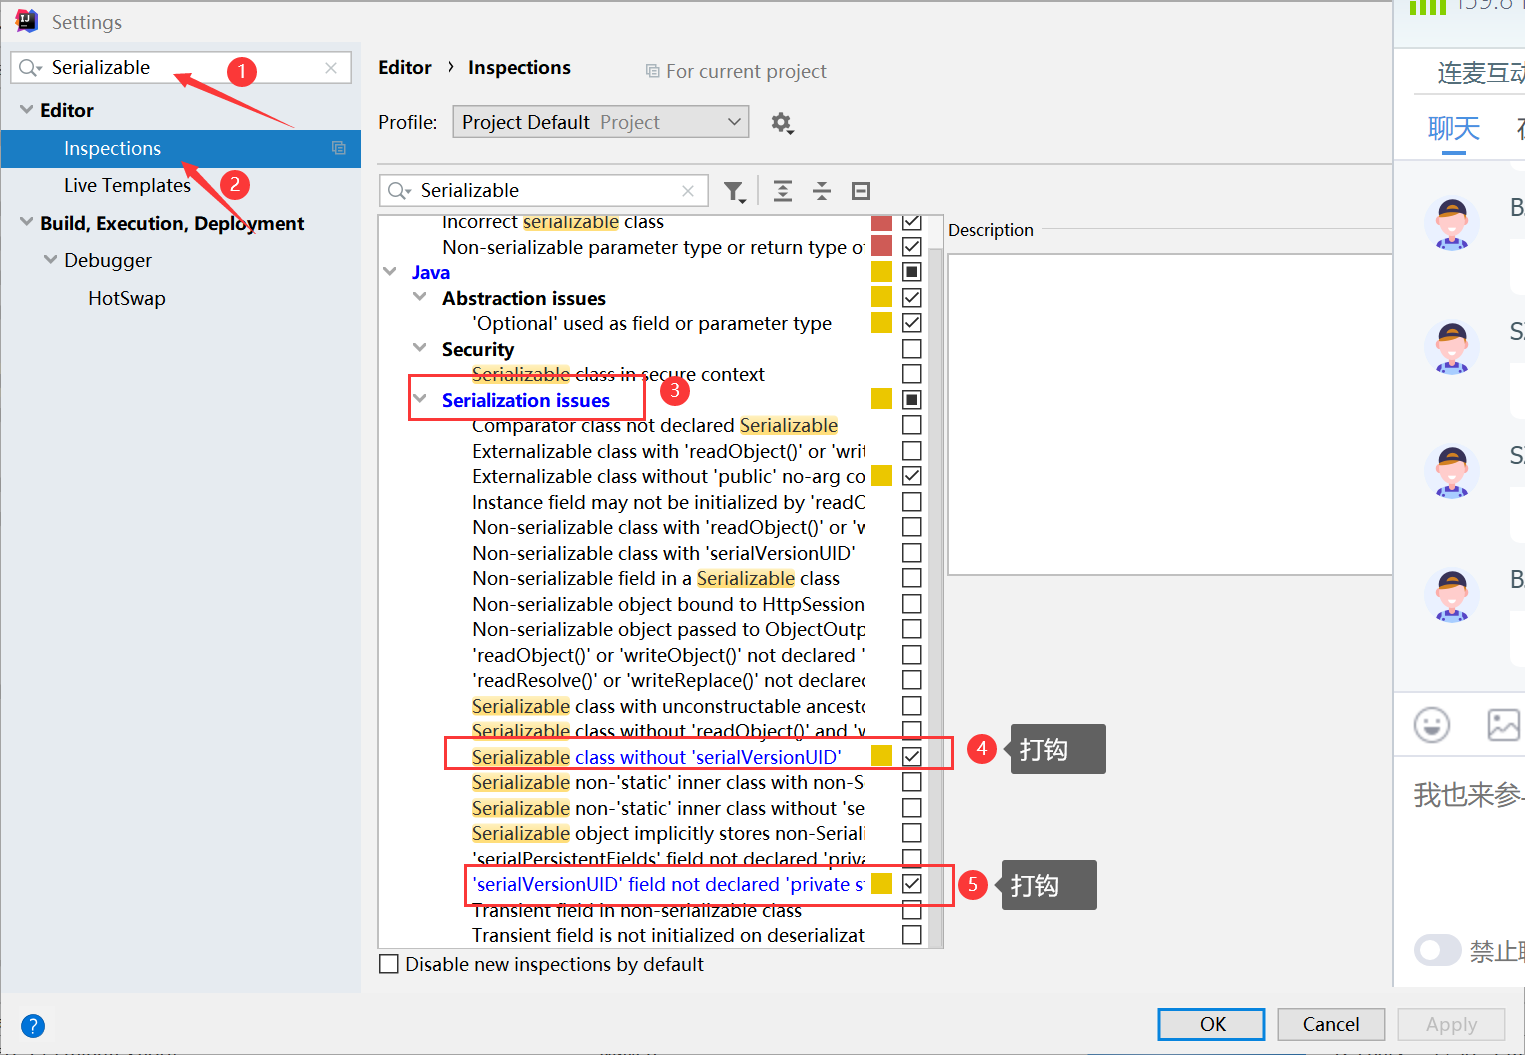 Settings
Serializable
1
Editor
Inspections
2
Live Templates
Build, Execution, Deployment
Debugger
HotSwap
Editor › Inspections
For current project
Profile:
Project Default Project
Serializable
Incorrect serializable class
Non-serializable parameter type or return type o
Java
Abstraction issues
'Optional' used as field or parameter type
Security
Serializable class in secure context
Serialization issues
3
Comparator class not declared Serializable
Externalizable class with 'readObject()' or 'writ
Externalizable class without 'public' no-arg co
Instance field may not be initialized by 'readO
Non-serializable class with 'readObject()' or 'w
Non-serializable class with 'serialVersionUID'
Non-serializable field in a Serializable class
Non-serializable object bound to HttpSession
Non-serializable object passed to ObjectOutp
'readObject()' or 'writeObject()' not declared '
'readResolve()' or 'writeReplace()' not declared
Serializable class with unconstructable ancesto
Serializable class without 'readObject()' and 'w
Serializable class without 'serialVersionUID'
4
打钩
Serializable non-'static' inner class with non-S
Serializable non-'static' inner class without 'se
Serializable object implicitly stores non-Seriali
'serialPersistentFields' field not declared 'priva
'serialVersionUID' field not declared 'private st
5
打钩
Transient field in non-serializable class
Transient field is not initialized on deserializat
Disable new inspections by default
Description
?
OK
Cancel
Apply
159.8
连麦互动
聊天
B
S
S
B
我也来参
禁止